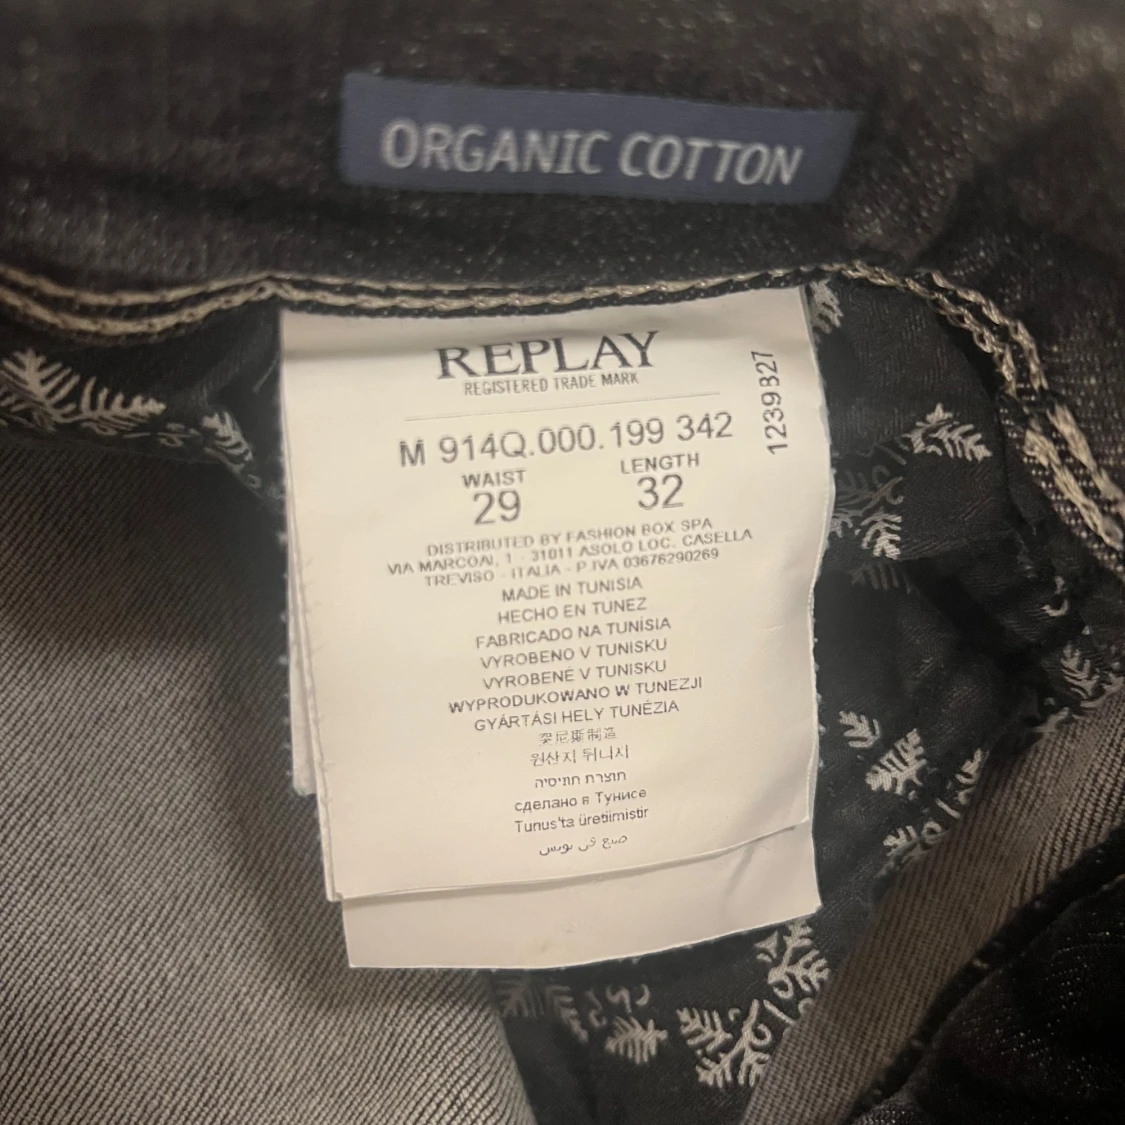 ORGANIC COTTON
REPLAY
REGISTERED TRADE MARK
1239827
M 914Q.000.199 342
WAIST LENGTH
29 32
DISTRIBUTED BY FASHION BOX SPA
VIA MARCONI, 1 - 31011 ASOLO LOC. CASELLA
TREVISO - ITALIA - P.IVA 03676290269
MADE IN TUNISIA
HECHO EN TUNEZ
FABRICADO NA TUNÍSIA
VYROBENO V TUNISKU
VYROBENÉ V TUNISKU
WYPRODUKOWANO W TUNEZJI
GYÁRTÁSI HELY TUNÉZIA
突尼斯制造
원산지 튀니지
תוצרת תוניסיה
сделано в Тунисе
Tunus'ta üretilmiştir
صنع في تونس